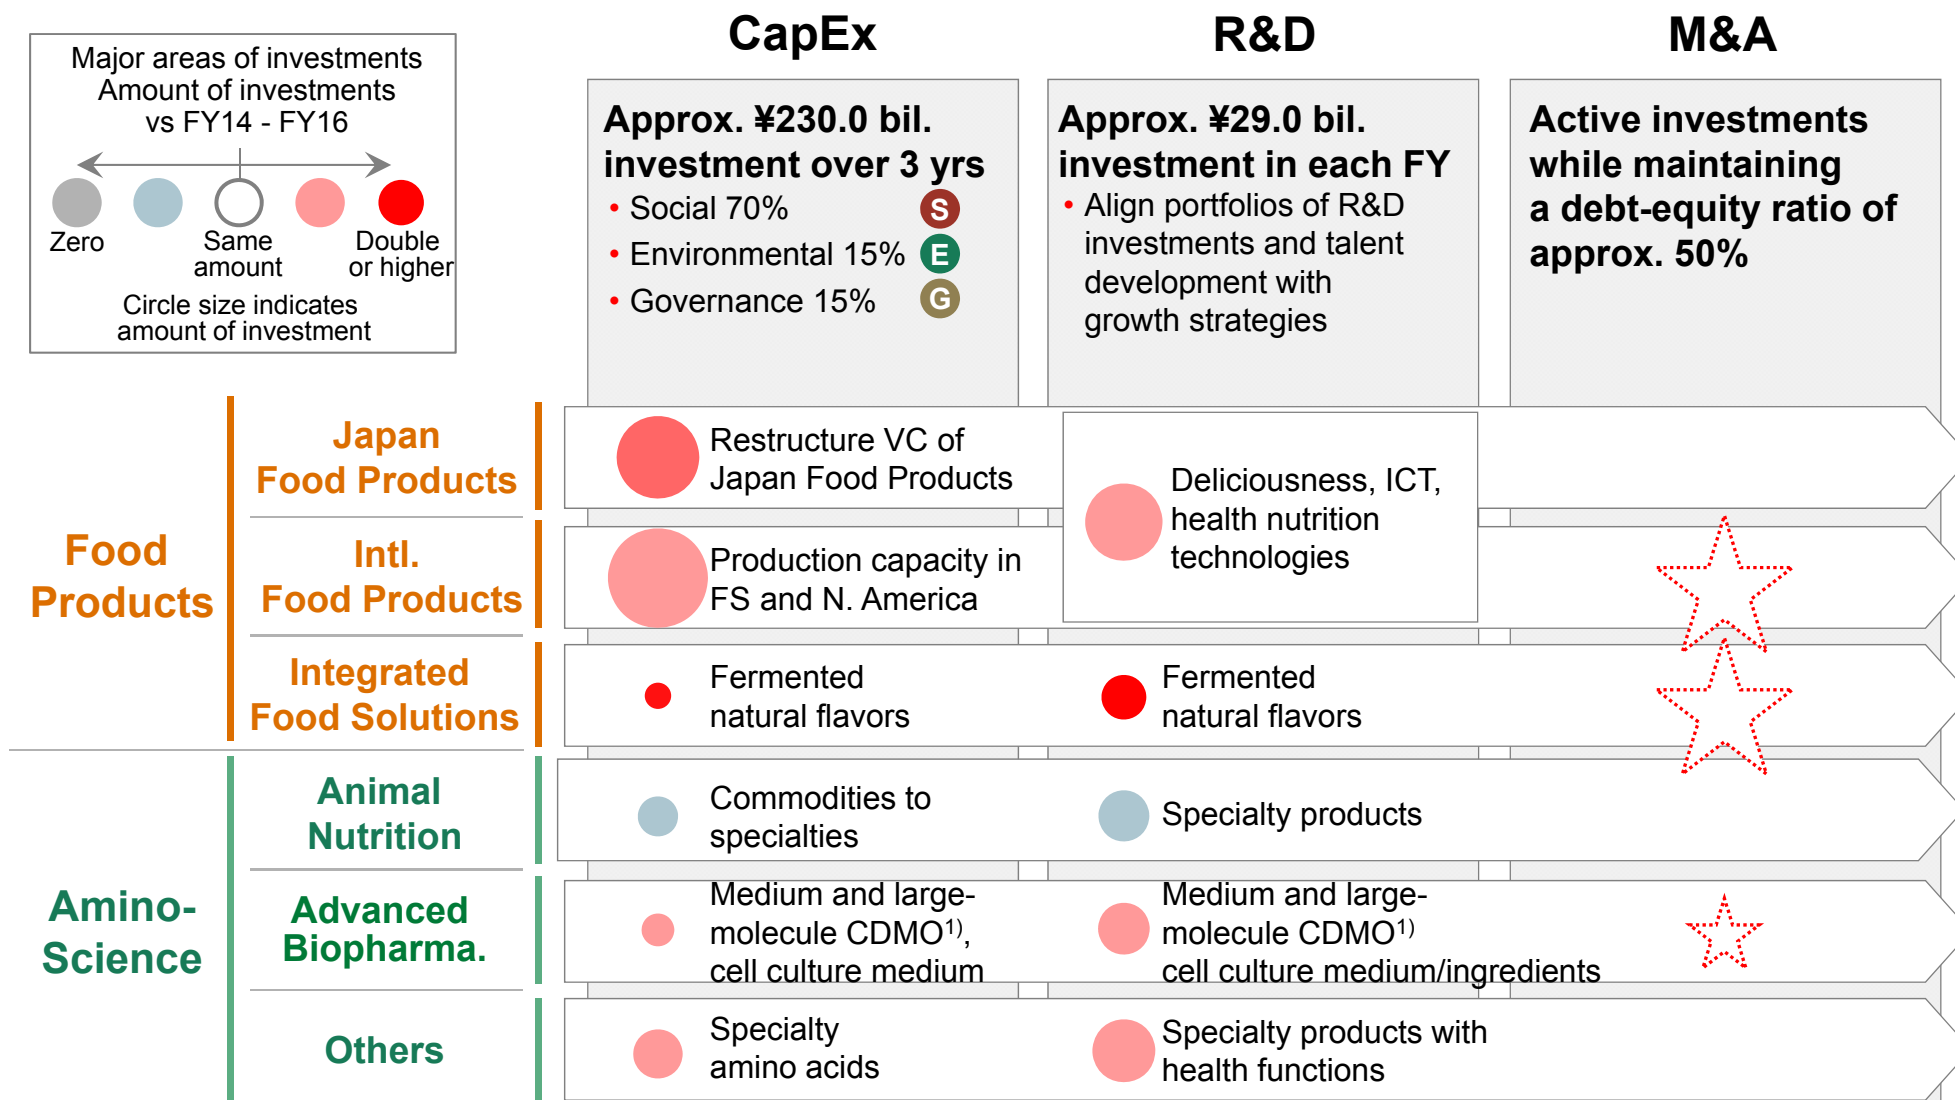 CapEx
R&D
M&A
Major areas of investments
Amount of investments
vs FY14 - FY16
Zero
Same
amount
Double
or higher
Circle size indicates
amount of investment
Approx. ¥230.0 bil.
investment over 3 yrs
• Social 70% S
• Environmental 15% E
• Governance 15% G
Approx. ¥29.0 bil.
investment in each FY
• Align portfolios of R&D
investments and talent
development with
growth strategies
Active investments
while maintaining
a debt-equity ratio of
approx. 50%
Food
Products
Japan
Food Products
Restructure VC of
Japan Food Products
Deliciousness, ICT,
health nutrition
technologies
Intl.
Food Products
Production capacity in
FS and N. America
Integrated
Food Solutions
Fermented
natural flavors
Fermented
natural flavors
Amino-
Science
Animal
Nutrition
Commodities to
specialties
Specialty products
Advanced
Biopharma.
Medium and large-
molecule CDMO1),
cell culture medium
Medium and large-
molecule CDMO1)
cell culture medium/ingredients
Others
Specialty
amino acids
Specialty products with
health functions